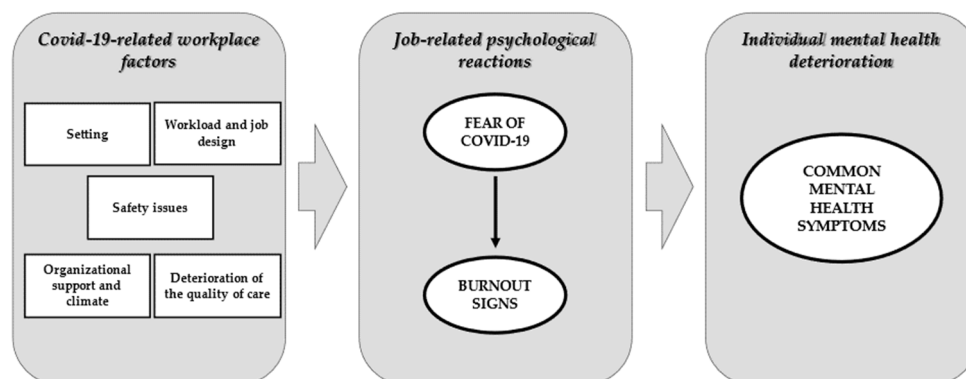 Covid-19-related workplace
factors
Setting
Workload and job
design
Safety issues
Organizational
support and
climate
Deterioration of
the quality of care
Job-related psychological
reactions
FEAR OF
COVID-19
BURNOUT
SIGNS
Individual mental health
deterioration
COMMON
MENTAL
HEALTH
SYMPTOMS